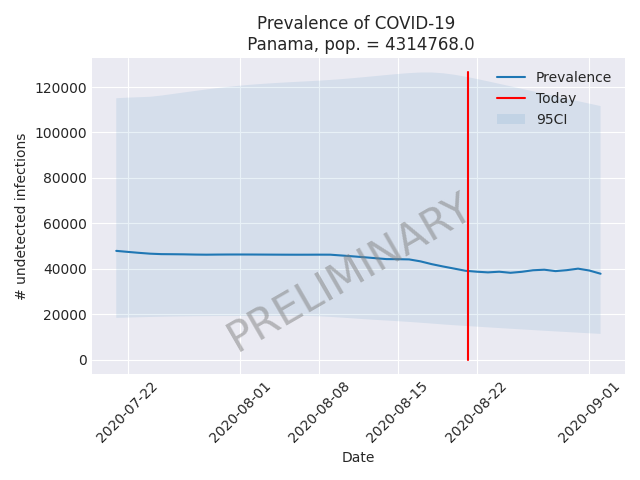 Prevalence of COVID-19
Panama, pop. = 4314768.0
Prevalence
Today
95CI
120000
100000
80000
60000
40000
20000
0
# undetected infections
PRELIMINARY
2020-07-22
2020-08-01
2020-08-08
2020-08-15
2020-08-22
2020-09-01
Date